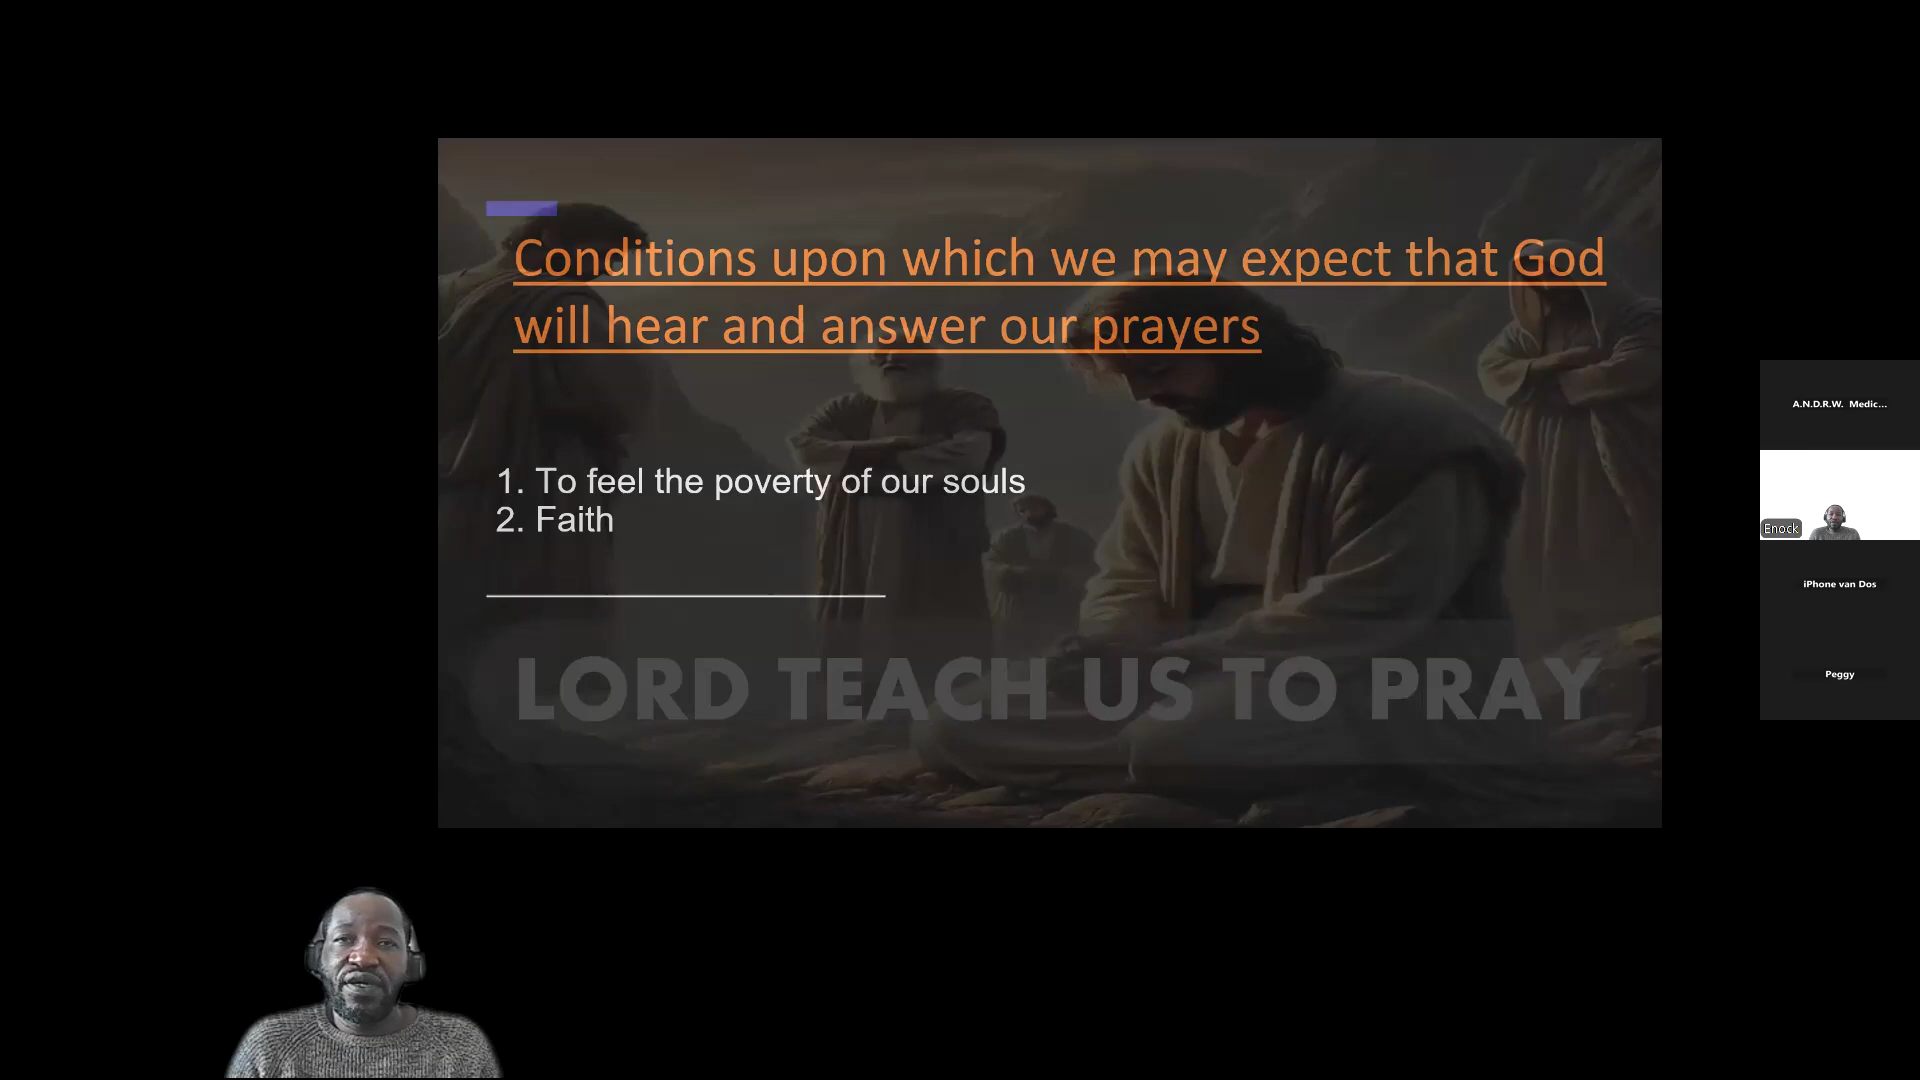 Conditions upon which we may expect that God
will hear and answer our prayers
1. To feel the poverty of our souls
2. Faith
LORD TEACH US TO PRAY
A.N.D.R.W. Medic...
Enock
iPhone van Dos
Peggy